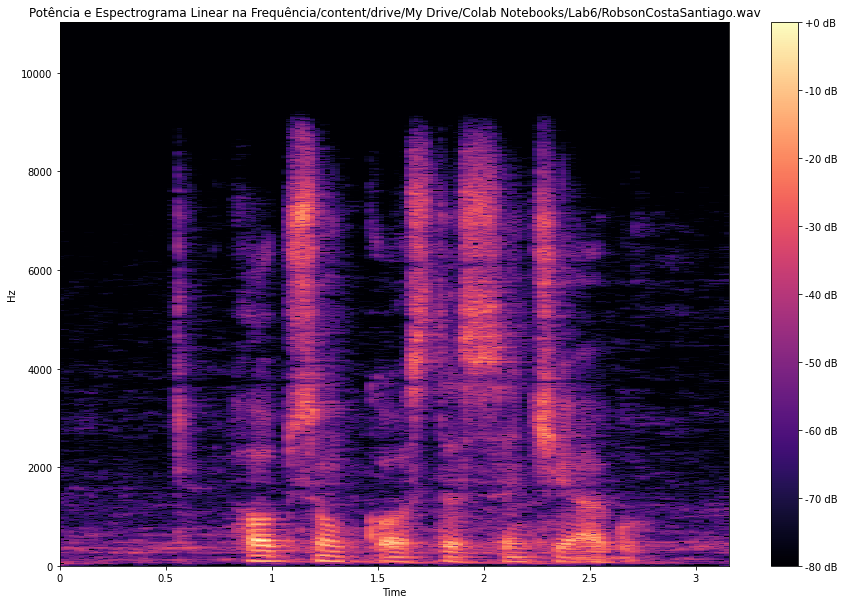 Potência e Espectrograma Linear na Frequência/content/drive/My Drive/Colab Notebooks/Lab6/RobsonCostaSantiago.wav
+0 dB
10000
-10 dB
8000
-20 dB
-30 dB
6000
Hz
-40 dB
4000
-50 dB
-60 dB
2000
-70 dB
0
-80 dB
0
0.5
1
1.5
2
2.5
3
Time